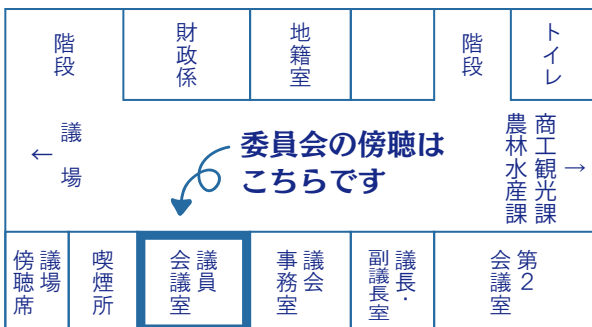 階段
財政係
地籍室
階段
トイレ
←議場
委員会の傍聴は
こちらです
商工観光課
農林水産課
→
議場
傍聴席
喫煙所
議員
会議室
議会
事務室
議長・
副議長室
第2
会議室